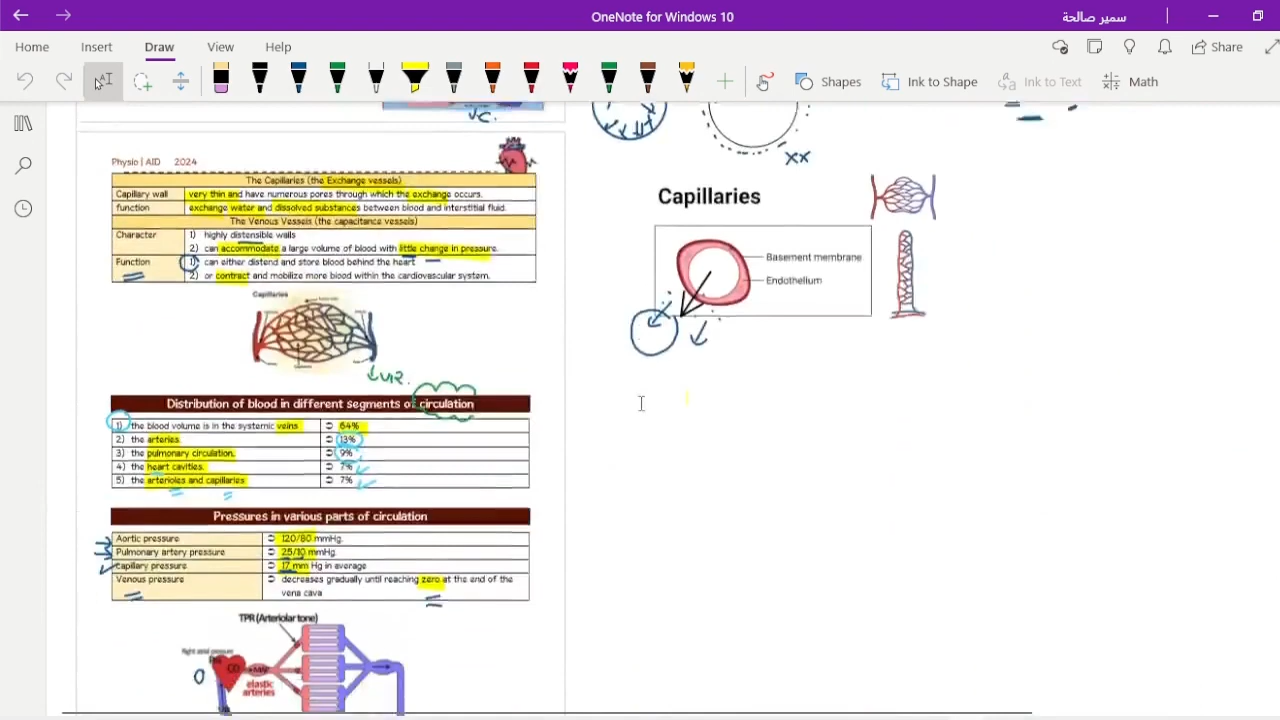 OneNote for Windows 10
سمير صالحة
Home Insert Draw View Help
Share
Shapes
Ink to Shape
Ink to Text
Math
Physio | AID 2024
The Capillaries (the Exchange vessels)
Capillary wall very thin and have numerous pores through which the exchange occurs.
function exchange water and dissolved substances between blood and interstitial fluid.
The Venous Vessels (the capacitance vessels)
Character 1) highly distensible walls
2) can accommodate a large volume of blood with little change in pressure.
Function 1) can either distend and store blood behind the heart
2) or contract and mobilize more blood within the cardiovascular system.
Capillaries
Distribution of blood in different segments of circulation
1) the blood volume is in the systemic veins ➲ 64%
2) the arteries. ➲ 13%
3) the pulmonary circulation. ➲ 9%
4) the heart cavities. ➲ 7%
5) the arterioles and capillaries ➲ 7%
Pressures in various parts of circulation
Aortic pressure ➲ 120/80 mmHg.
Pulmonary artery pressure ➲ 25/10 mmHg.
Capillary pressure ➲ 17 mm Hg in average
Venous pressure ➲ decreases gradually until reaching zero at the end of the
vena cava
TPR (Arteriolar tone)
Right atrial pressure
CO
MAP
elastic
arteries
0
xx
Capillaries
Basement membrane
Endothelium